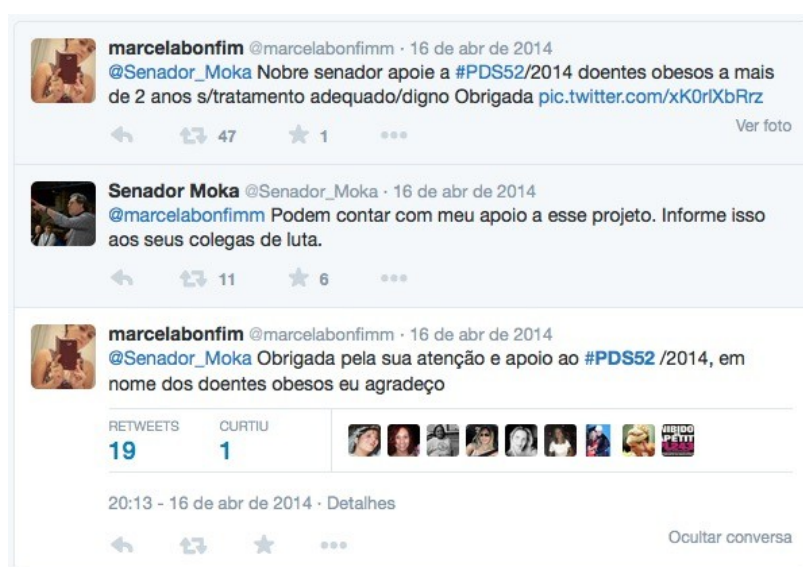 marcelabonfim @marcelabonfimm · 16 de abr de 2014
@Senador_Moka Nobre senador apoie a #PDS52/2014 doentes obesos a mais
de 2 anos s/tratamento adequado/digno Obrigada pic.twitter.com/xK0rlXbRrz
47 1 Ver foto
Senador Moka @Senador_Moka · 16 de abr de 2014
@marcelabonfimm Podem contar com meu apoio a esse projeto. Informe isso
aos seus colegas de luta.
11 6
marcelabonfim @marcelabonfimm · 16 de abr de 2014
@Senador_Moka Obrigada pela sua atenção e apoio ao #PDS52 /2014, em
nome dos doentes obesos eu agradeço
RETWEETS CURTIU
19 1
20:13 - 16 de abr de 2014 · Detalhes
Ocultar conversa